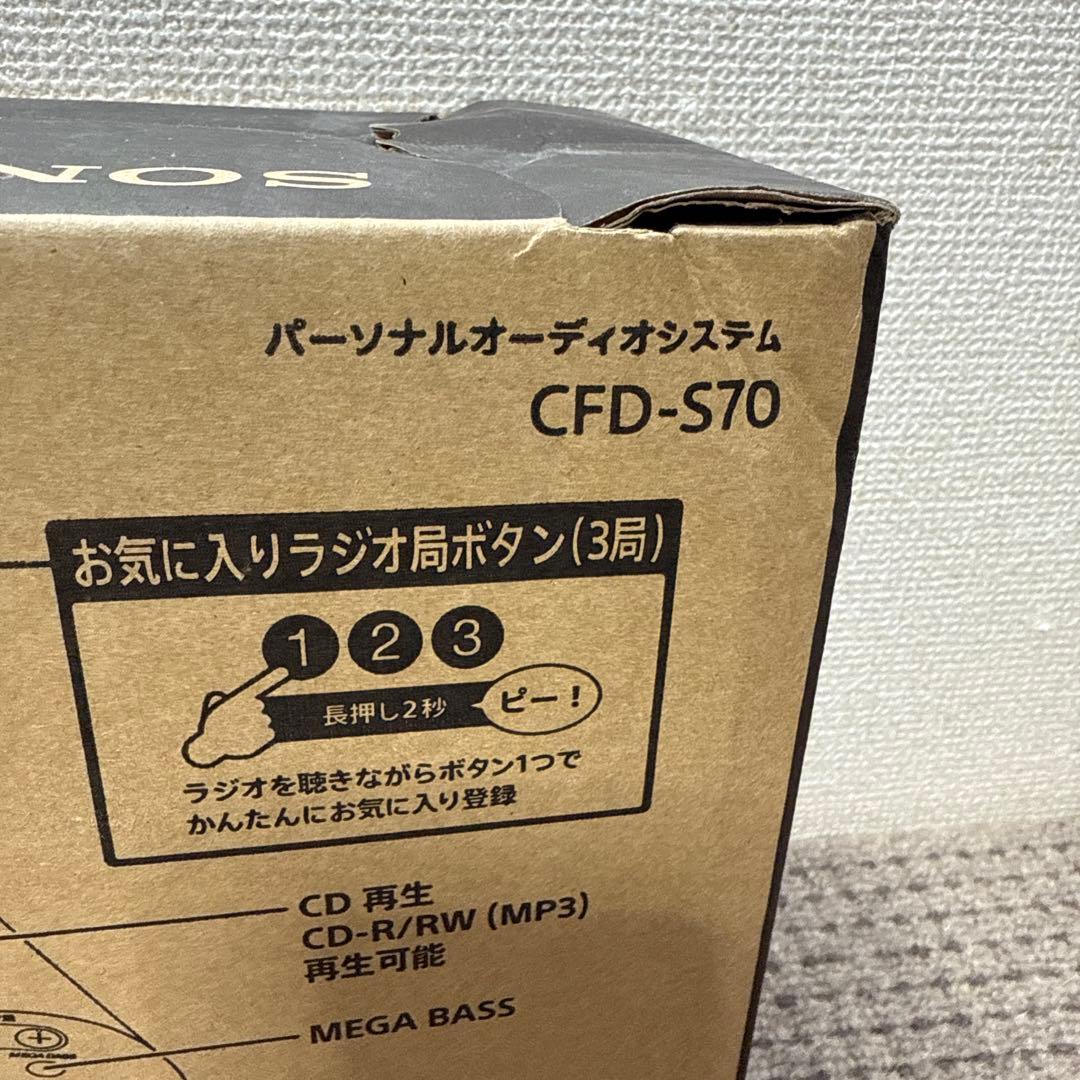 SON
パーソナルオーディオシステム
CFD-S70
お気に入りラジオ局ボタン(3局)
1 2 3
長押し2秒
ピー！
ラジオを聴きながらボタン1つで
かんたんにお気に入り登録
CD 再生
CD-R/RW (MP3)
再生可能
MEGA BASS
MEGA BASS